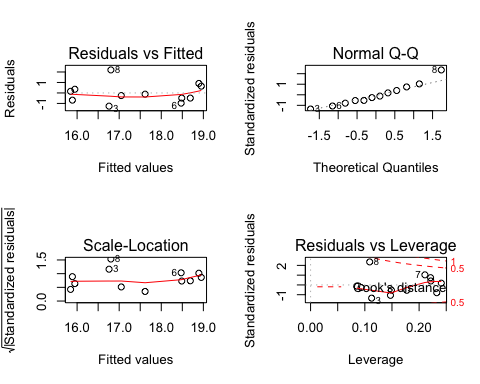 Residuals vs Fitted
Residuals
-1 1
8
3
6
16.0 17.0 18.0 19.0
Fitted values
Normal Q-Q
Standardized residuals
-1 1
8
3
6
-1.5 -0.5 0.5 1.5
Theoretical Quantiles
Scale-Location
√|Standardized residuals|
0.0 1.5
8
3
6
16.0 17.0 18.0 19.0
Fitted values
Residuals vs Leverage
Standardized residuals
-1 2
8
7
3
Cook's distance
1
0.5
0.5
0.00 0.10 0.20
Leverage